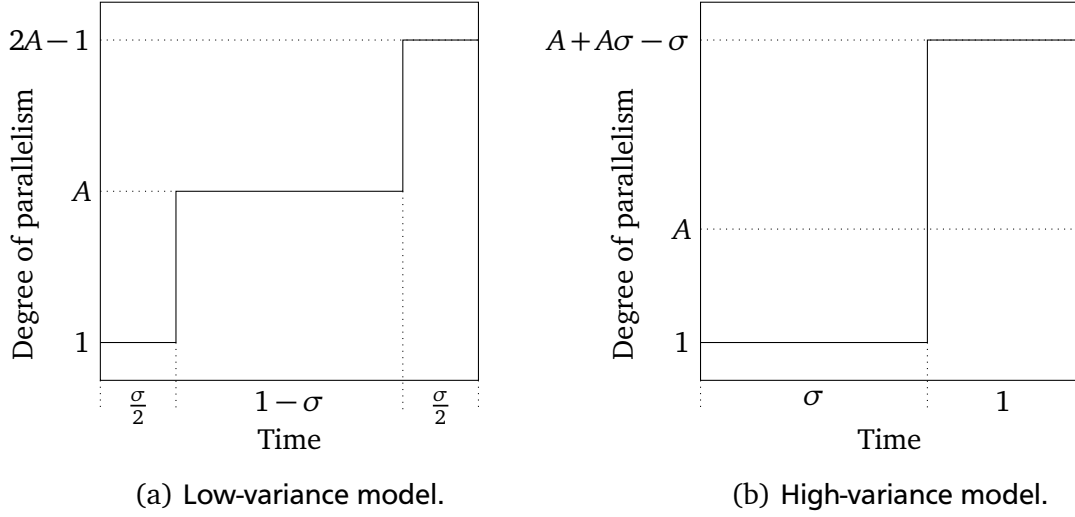 2A − 1
A
1
Degree of parallelism
σ/2
1 − σ
σ/2
Time
(a) Low-variance model.
A + Aσ − σ
A
1
Degree of parallelism
σ
1
Time
(b) High-variance model.